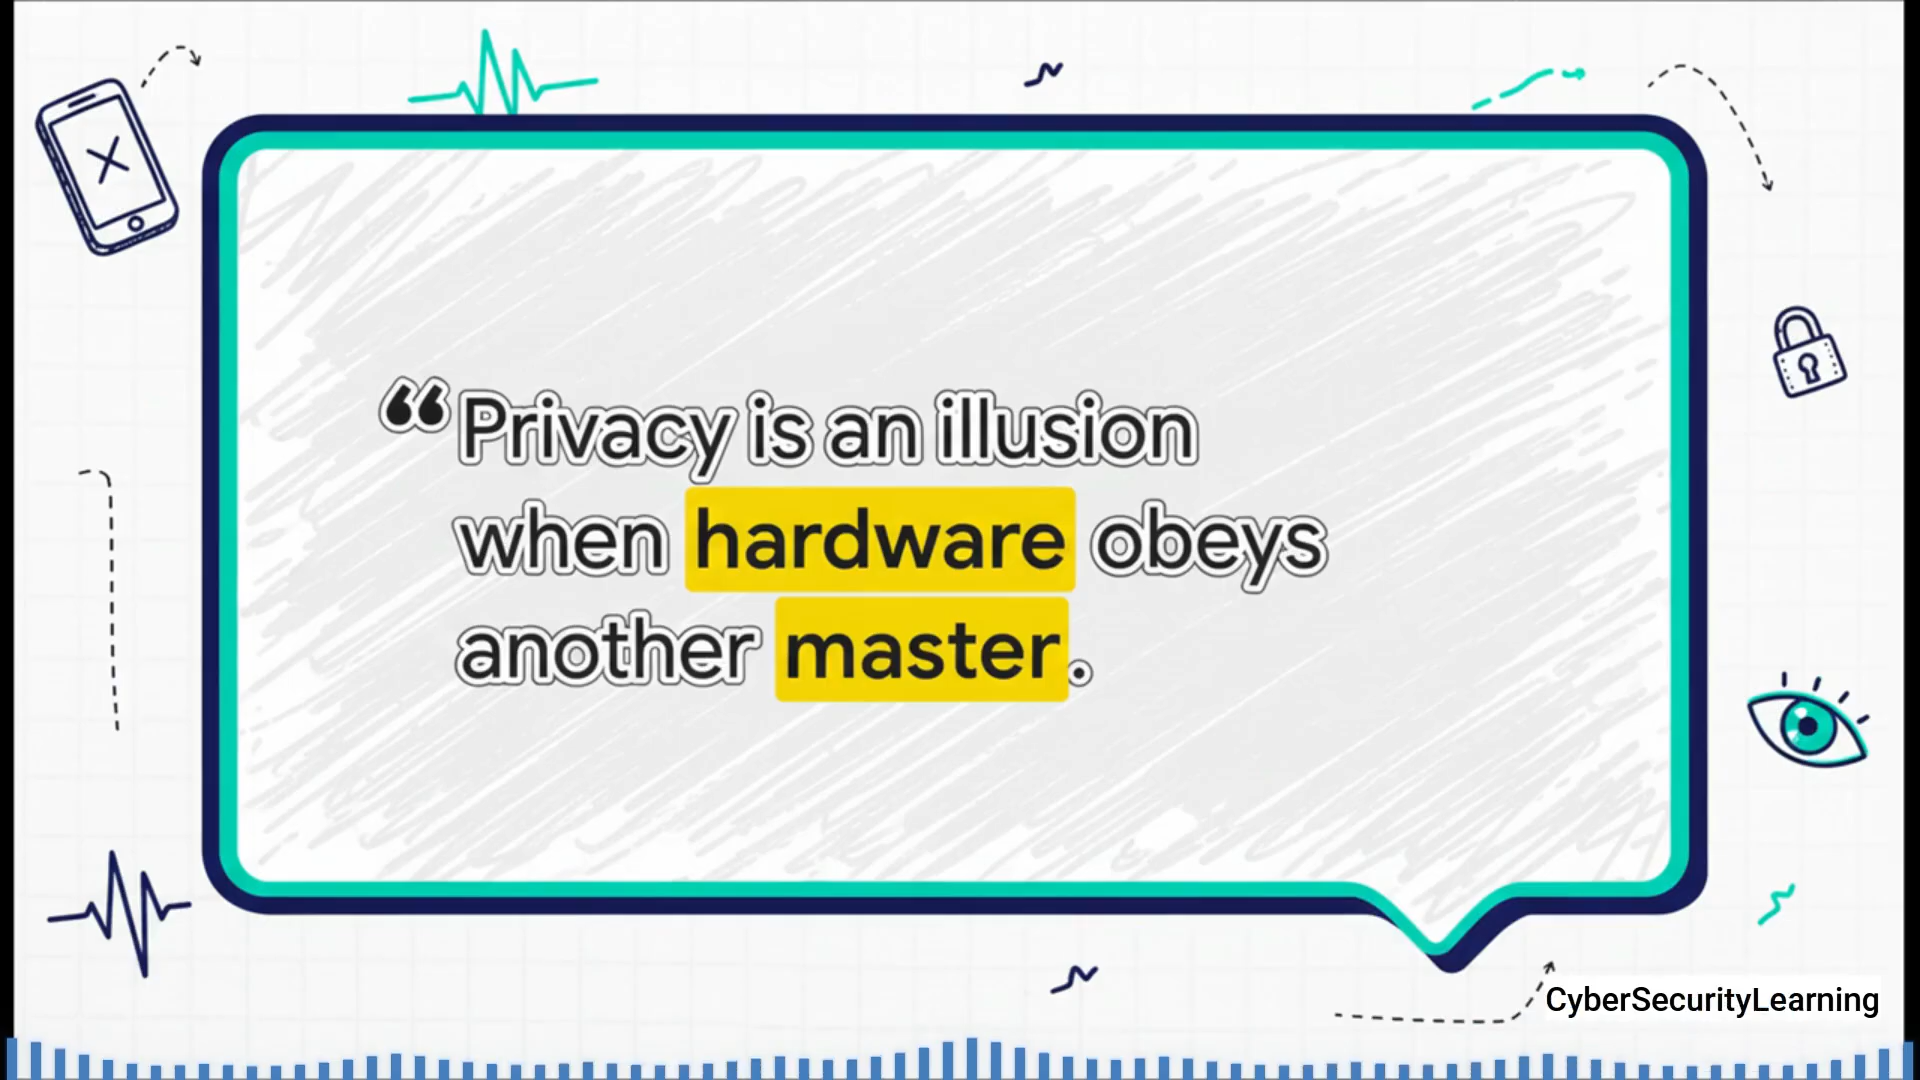 “Privacy is an illusion
when hardware obeys
another master.
CyberSecurityLearning